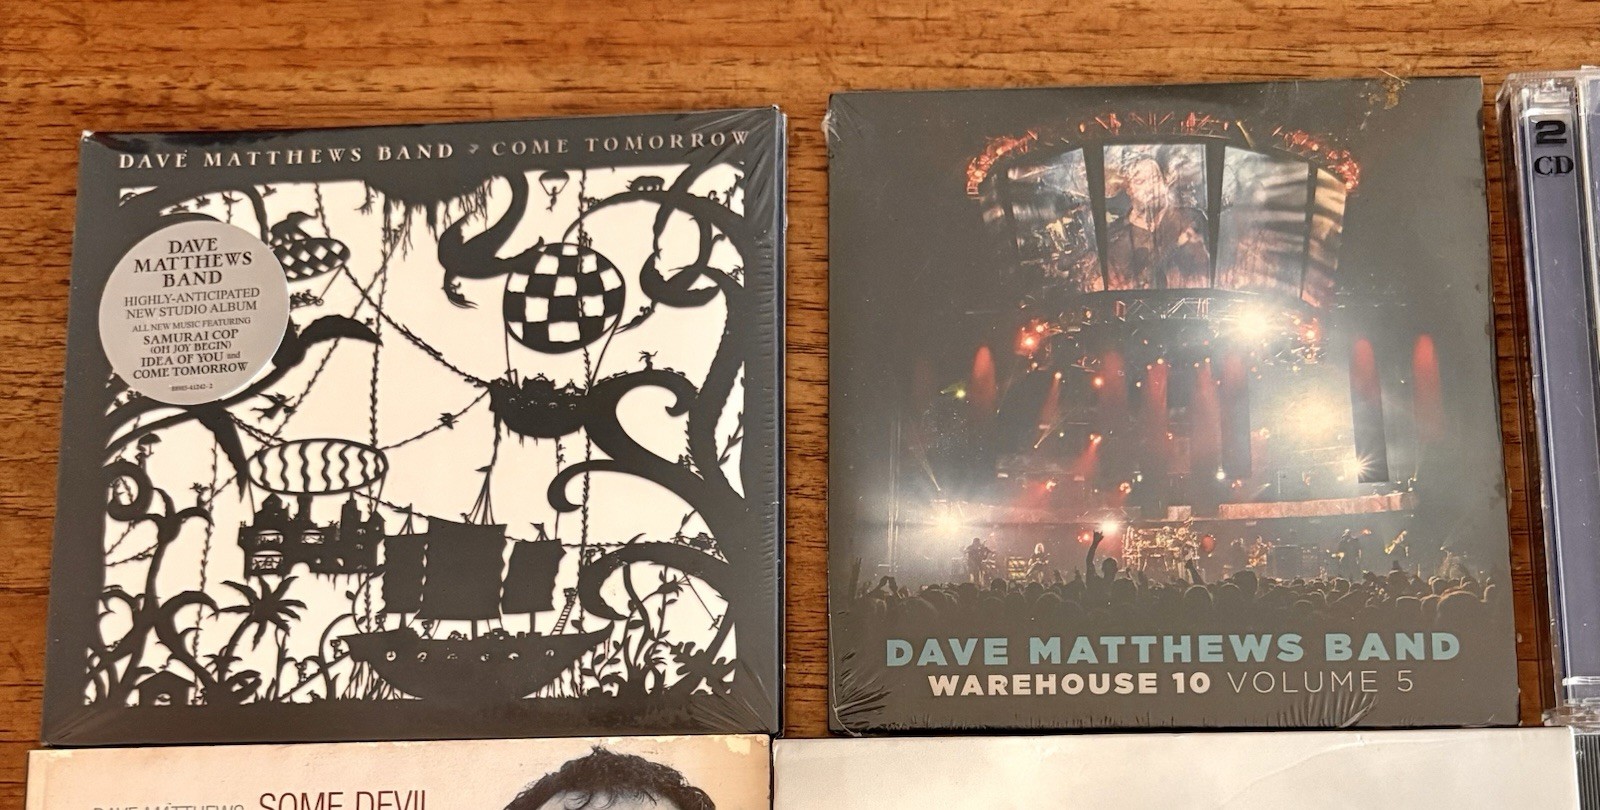 DAVE MATTHEWS BAND COME TOMORROW
DAVE
MATTHEWS
BAND
HIGHLY-ANTICIPATED
NEW STUDIO ALBUM
ALL NEW MUSIC FEATURING
SAMURAI COP
(OH JOY BEGIN)
IDEA OF YOU and
COME TOMORROW
DAVE MATTHEWS BAND
WAREHOUSE 10 VOLUME 5
2
CD
DAVE MATTHEWS SOME DEVIL